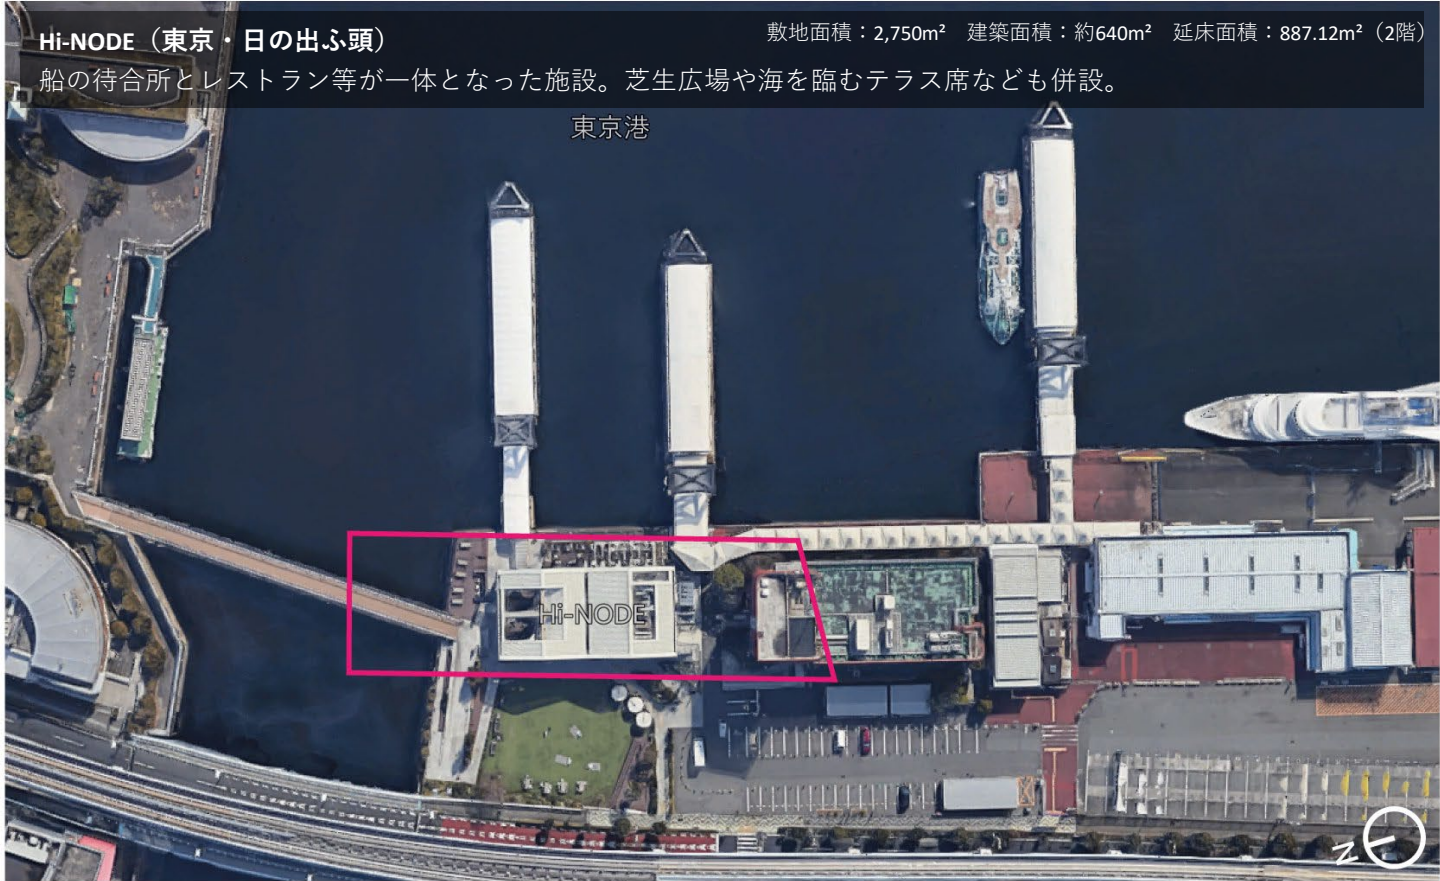 Hi-NODE（東京・日の出ふ頭）
敷地面積：2,750m² 建築面積：約640m² 延床面積：887.12m²（2階）
船の待合所とレストラン等が一体となった施設。芝生広場や海を臨むテラス席なども併設。
東京港
Hi-NODE
N